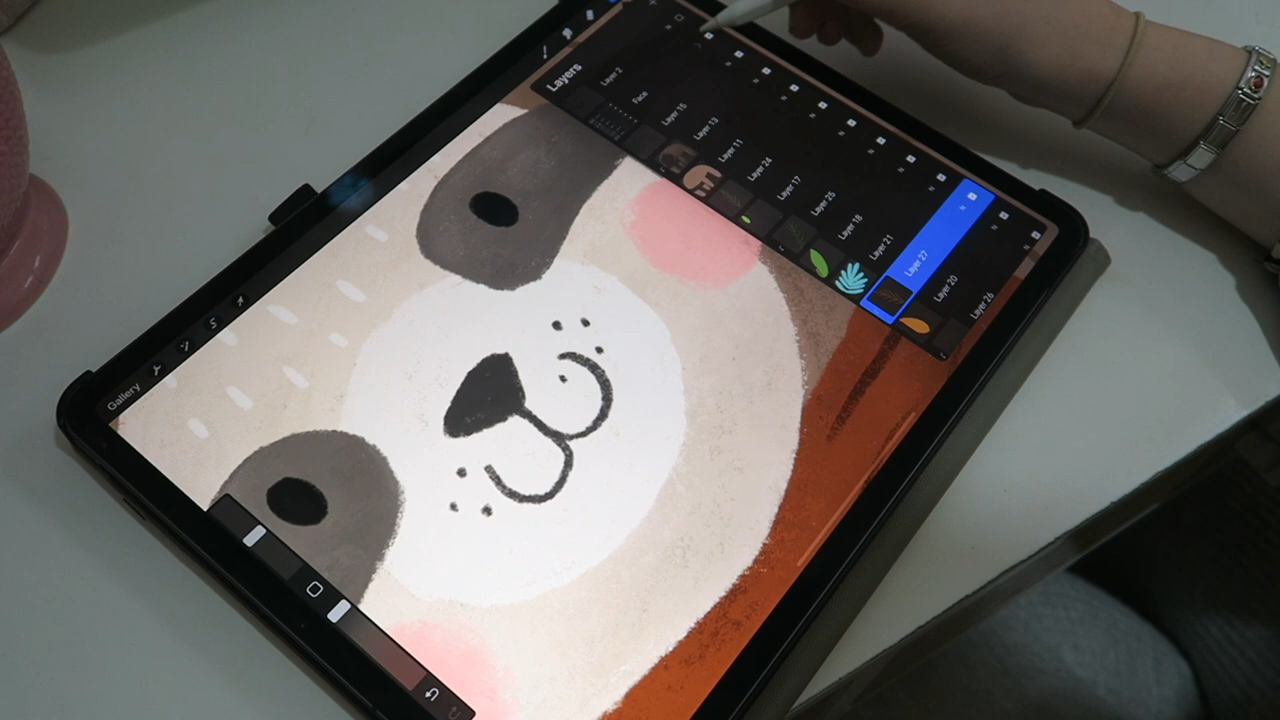 Gallery
Layers
Layer 2
Face
Layer 15
Layer 13
Layer 11
Layer 24
Layer 17
Layer 25
Layer 18
Layer 21
Layer 27
Layer 20
Layer 26